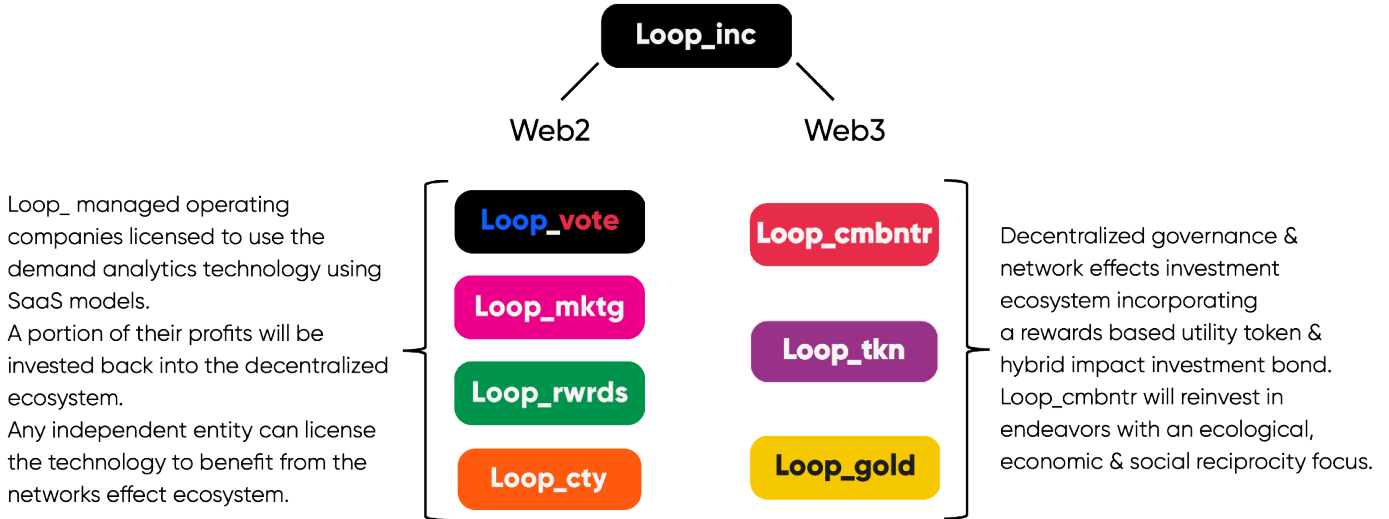 Loop_inc
Web2
Web3
Loop_ managed operating
companies licensed to use the
demand analytics technology using
SaaS models.
A portion of their profits will be
invested back into the decentralized
ecosystem.
Any independent entity can license
the technology to benefit from the
networks effect ecosystem.
Loop_vote
Loop_mktg
Loop_rwrds
Loop_cty
Loop_cmbntr
Loop_tkn
Loop_gold
Decentralized governance &
network effects investment
ecosystem incorporating
a rewards based utility token &
hybrid impact investment bond.
Loop_cmbntr will reinvest in
endeavors with an ecological,
economic & social reciprocity focus.